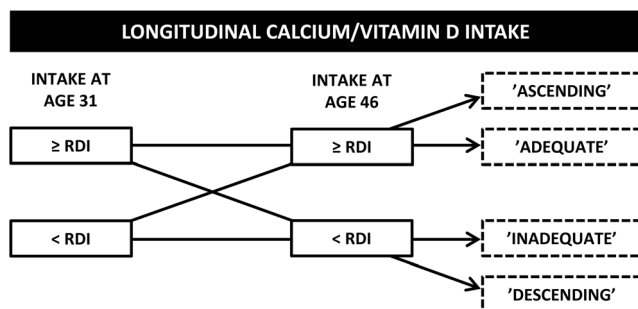 LONGITUDINAL CALCIUM/VITAMIN D INTAKE
INTAKE AT
AGE 31
INTAKE AT
AGE 46
'ASCENDING'
≥ RDI
≥ RDI
'ADEQUATE'
< RDI
< RDI
'INADEQUATE'
'DESCENDING'